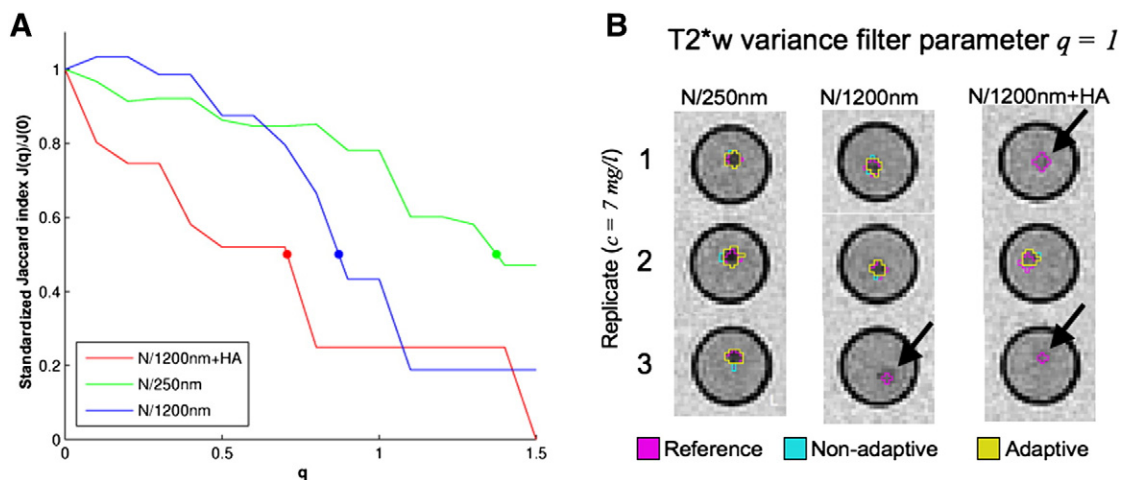 A
Standardized Jaccard index J(q)/J(0)
1
0.8
0.6
0.4
0.2
0
N/1200nm+HA
N/250nm
N/1200nm
0 0.5 1 1.5
q
B
T2*w variance filter parameter q = 1
N/250nm N/1200nm N/1200nm+HA
Replicate (c = 7 mg/l)
1
2
3
Reference Non-adaptive Adaptive